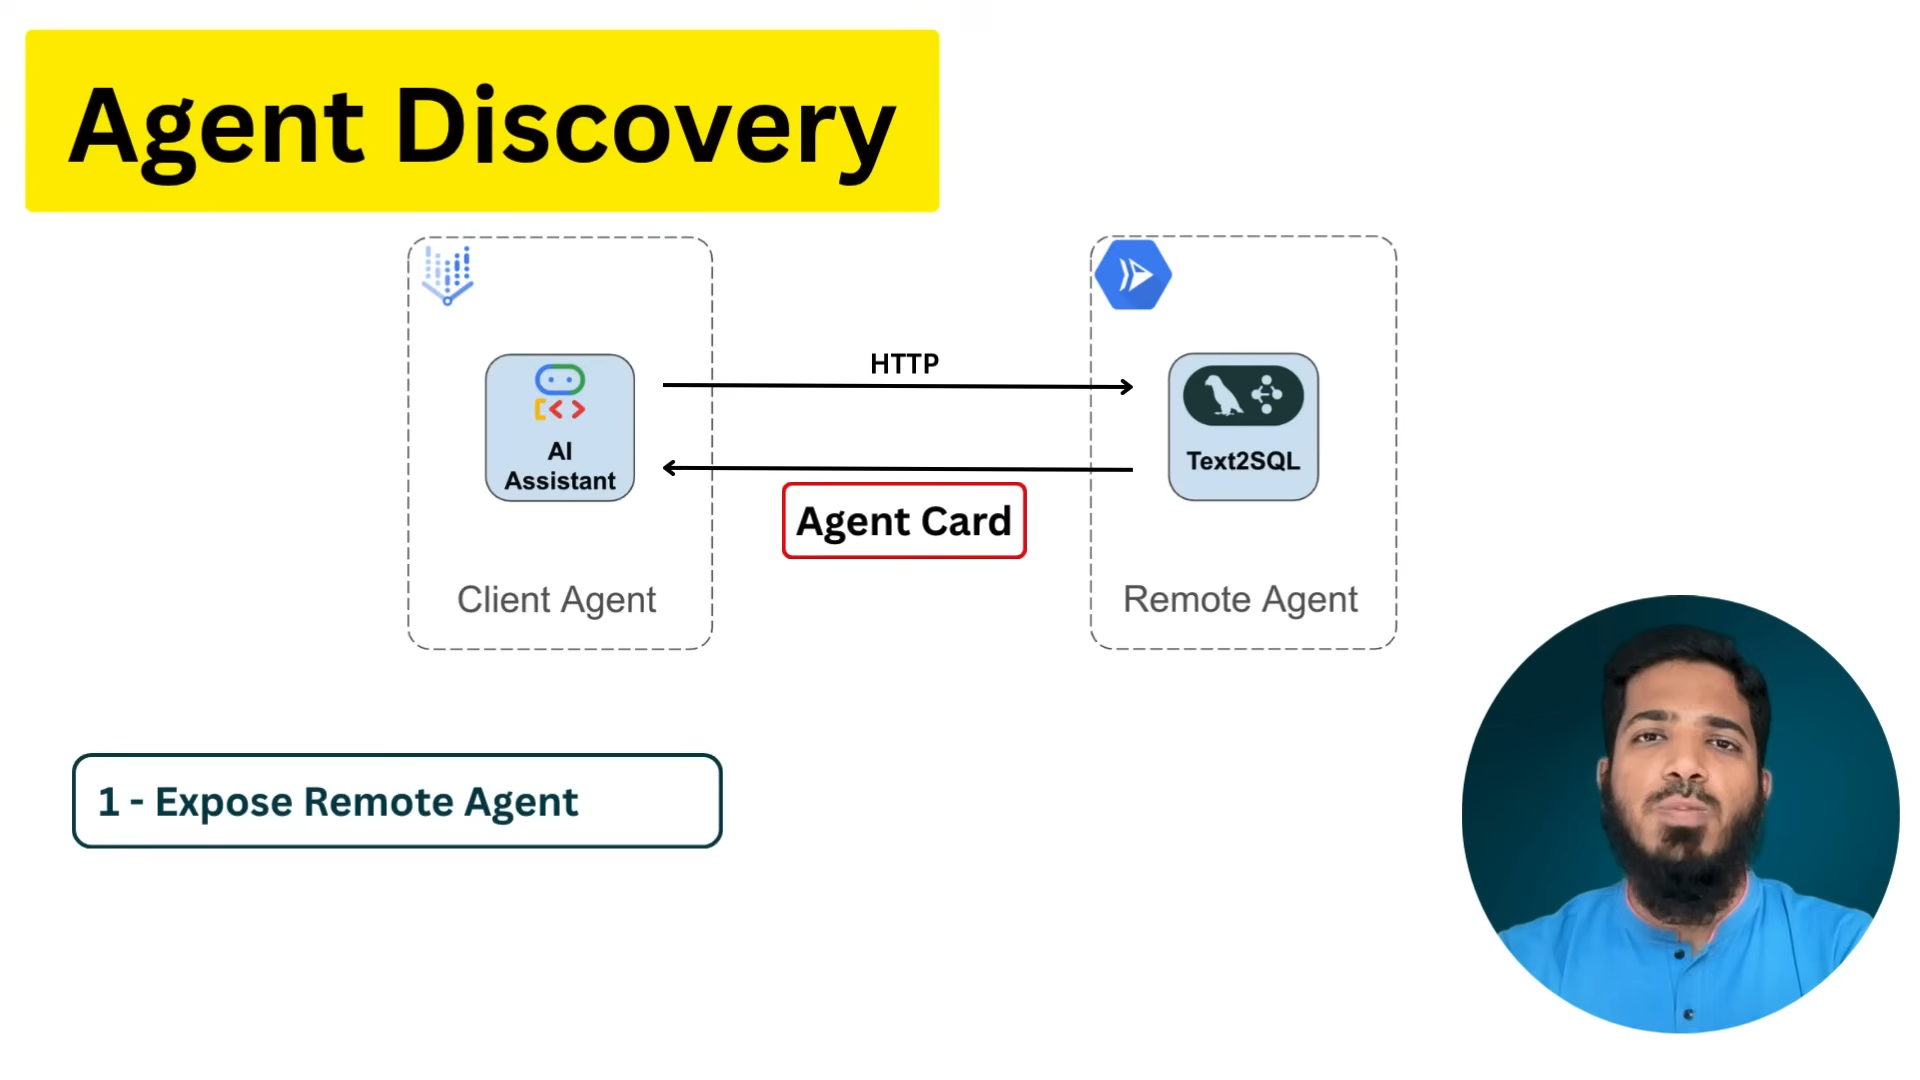 Agent Discovery
HTTP
AI
Assistant
Text2SQL
Agent Card
Client Agent
Remote Agent
1 - Expose Remote Agent